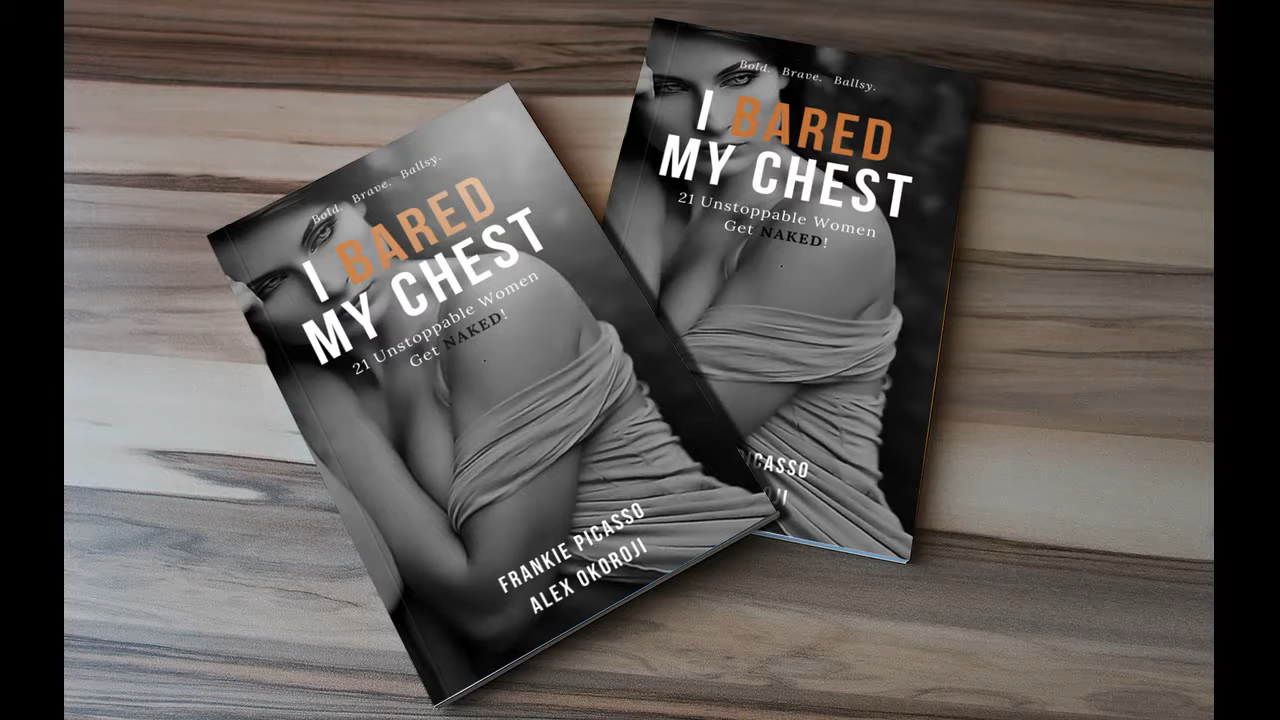 Bold. Brave. Ballsy.
I BARED
MY CHEST
21 Unstoppable Women
Get NAKED!
FRANKIE PICASSO
ALEX OKOROJI
Bold. Brave. Ballsy.
I BARED
MY CHEST
21 Unstoppable Women
Get NAKED!
PICASSO